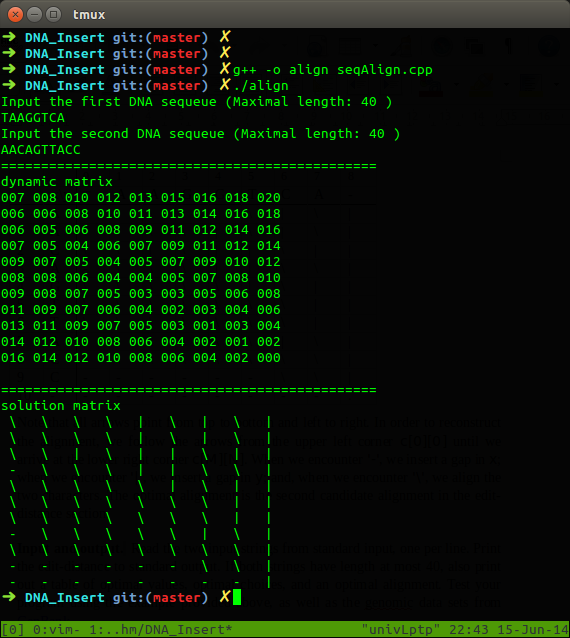 tmux
➜ DNA_Insert git:(master) ✗
➜ DNA_Insert git:(master) ✗
➜ DNA_Insert git:(master) ✗g++ -o align seqAlign.cpp
➜ DNA_Insert git:(master) ✗./align
Input the first DNA sequeue (Maximal length: 40 )
TAAGGTCA
Input the second DNA sequeue (Maximal length: 40 )
AACAGTTACC
===============================================
dynamic matrix
007 008 010 012 013 015 016 018 020
006 006 008 010 011 013 014 016 018
006 005 006 008 009 011 012 014 016
007 005 004 006 007 009 011 012 014
009 007 005 004 005 007 009 010 012
008 008 006 004 004 005 007 008 010
009 008 007 005 003 003 005 006 008
011 009 007 006 004 002 003 004 006
013 011 009 007 005 003 001 003 004
014 012 010 008 006 004 002 001 002
016 014 012 010 008 006 004 002 000
===============================================
solution matrix
\ \ \ \ | \ | \ |
\ \ \ \ | \ | \ |
\ \ | \ | | \ | |
- \ \ \ | | \ \ |
\ \ \ \ \ | \ | |
\ \ \ \ \ \ \ | |
\ \ \ \ \ \ \ | |
- \ \ \ \ \ | \ |
\ \ \ \ \ \ \ | |
- - - - - - \ \ |
- - - - - - - - |
➜ DNA_Insert git:(master) ✗
[0] 0:vim- 1:..hm/DNA_Insert* "univLptp" 22:43 15-Jun-14